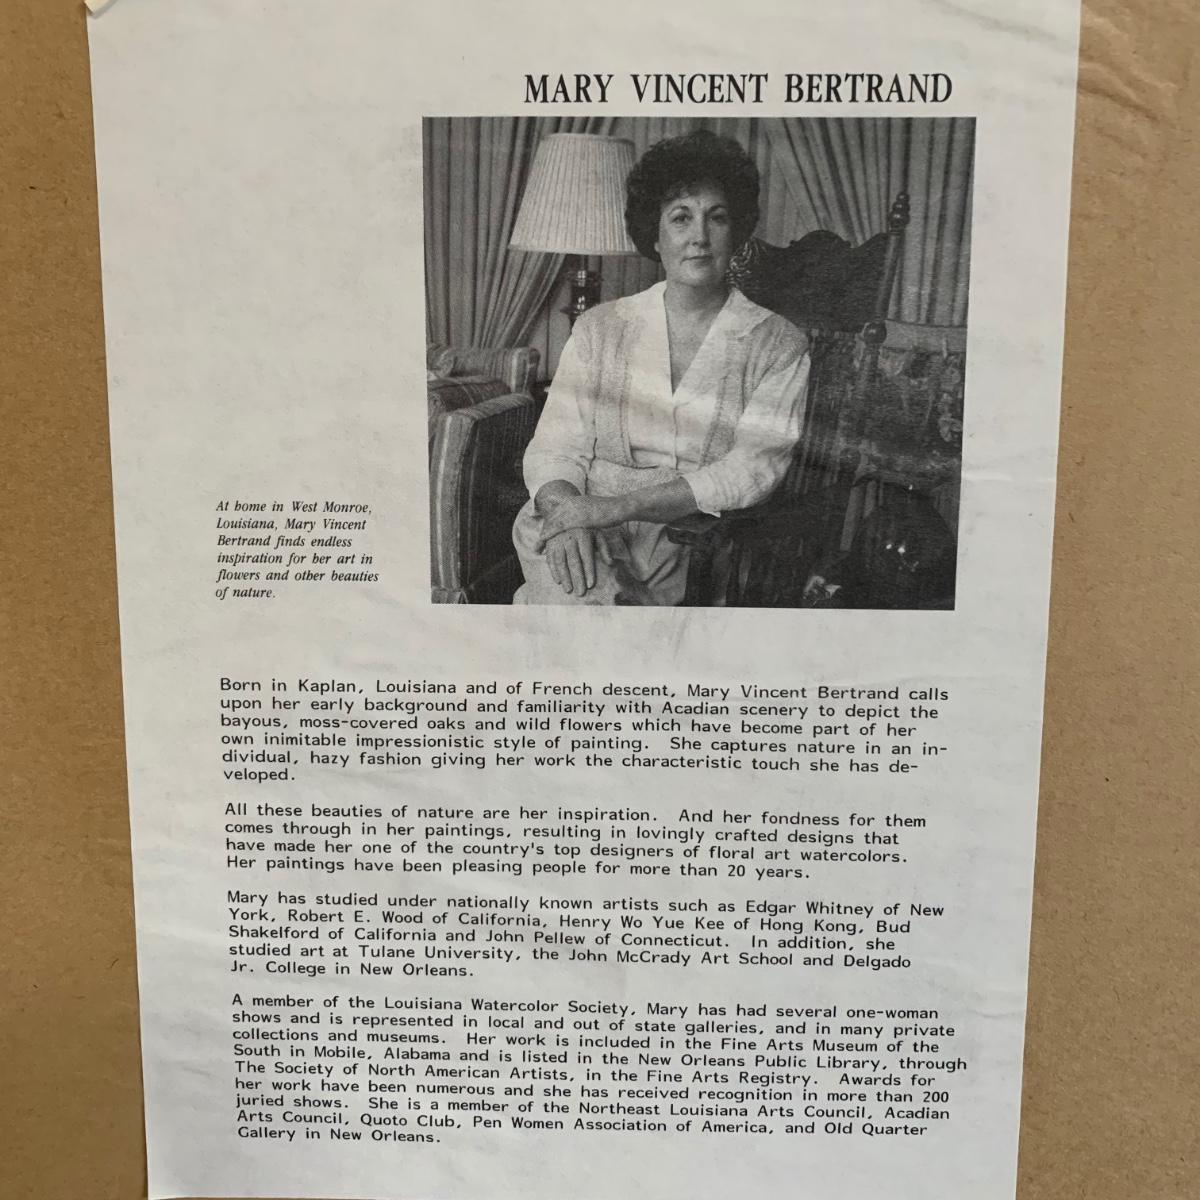 MARY VINCENT BERTRAND
At home in West Monroe,
Louisiana, Mary Vincent
Bertrand finds endless
inspiration for her art in
flowers and other beauties
of nature.
Born in Kaplan, Louisiana and of French descent, Mary Vincent Bertrand calls
upon her early background and familiarity with Acadian scenery to depict the
bayous, moss-covered oaks and wild flowers which have become part of her
own inimitable impressionistic style of painting. She captures nature in an in-
dividual, hazy fashion giving her work the characteristic touch she has de-
veloped.
All these beauties of nature are her inspiration. And her fondness for them
comes through in her paintings, resulting in lovingly crafted designs that
have made her one of the country's top designers of floral art watercolors.
Her paintings have been pleasing people for more than 20 years.
Mary has studied under nationally known artists such as Edgar Whitney of New
York, Robert E. Wood of California, Henry Wo Yue Kee of Hong Kong, Bud
Shakelford of California and John Pellew of Connecticut. In addition, she
studied art at Tulane University, the John McCrady Art School and Delgado
Jr. College in New Orleans.
A member of the Louisiana Watercolor Society, Mary has had several one-woman
shows and is represented in local and out of state galleries, and in many private
collections and museums. Her work is included in the Fine Arts Museum of the
South in Mobile, Alabama and is listed in the New Orleans Public Library, through
The Society of North American Artists, in the Fine Arts Registry. Awards for
her work have been numerous and she has received recognition in more than 200
juried shows. She is a member of the Northeast Louisiana Arts Council, Acadian
Arts Council, Quoto Club, Pen Women Association of America, and Old Quarter
Gallery in New Orleans.